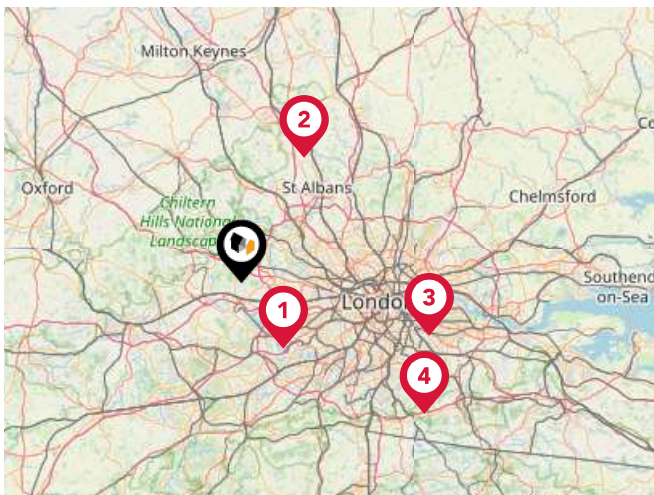 Milton Keynes
Co
2
Oxford
St Albans
Chelmsford
Chiltern
Hills National
Landscap
Southend
-on-Sea
1
London
3
4